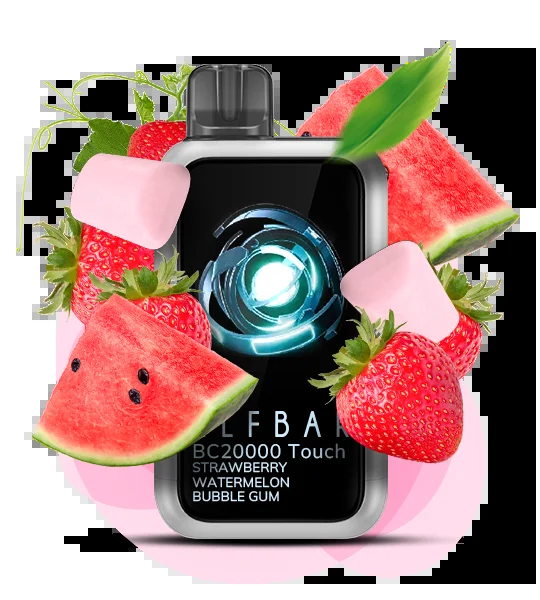 LFBAR
BC20000 Touch
STRAWBERRY
WATERMELON
BUBBLE GUM